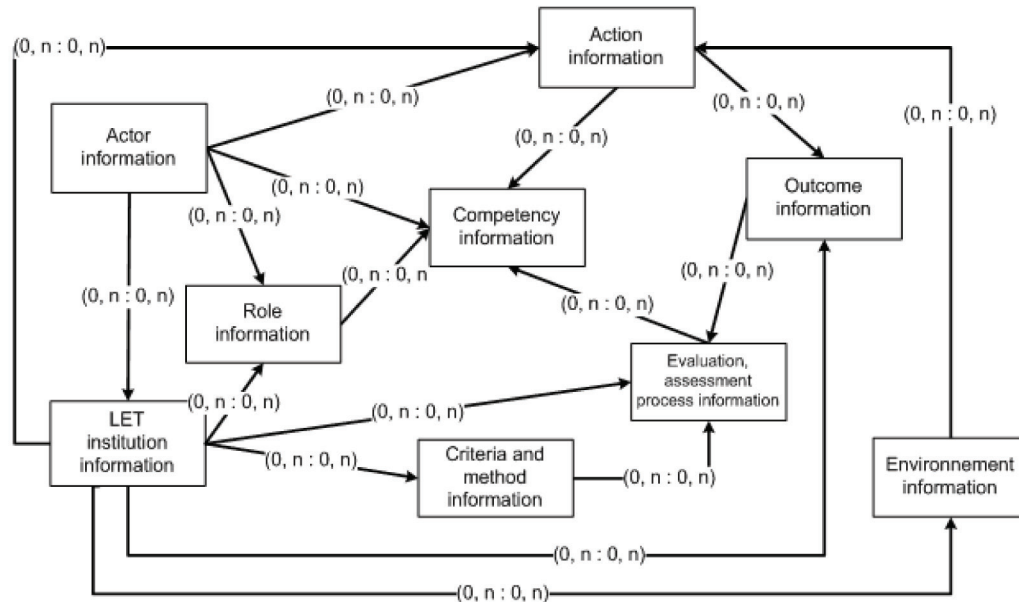 (0, n : 0, n)
Action
information
(0, n : 0, n)
(0, n : 0, n)
(0, n : 0, n)
Actor
information
(0, n : 0, n)
(0, n : 0, n)
Outcome
information
(0, n : 0, n)
Competency
information
(0, n : 0, n)
(0, n : 0, n
(0, n : 0, n)
(0, n : 0, n)
(0, n : 0, n)
Role
information
Evaluation,
assessment
process information
(0, n : 0, n)
(0, n : 0, n)
LET
institution
information
(0, n : 0, n)
Criteria and
method
information
(0, n : 0, n)
Environnement
information
(0, n : 0, n)
(0, n : 0, n)